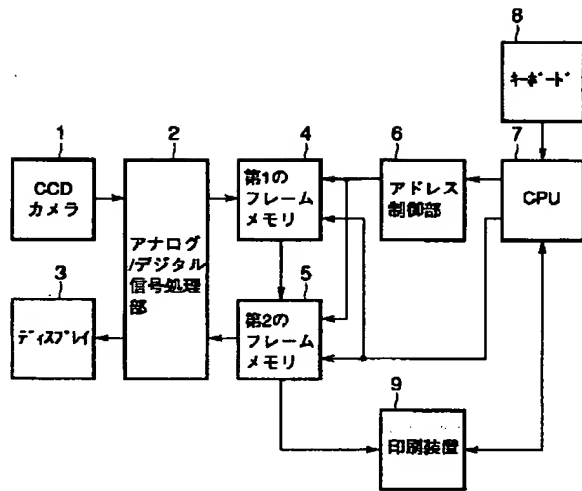 8
キーボード
1
2
4
6
7
CCD
カメラ
第1の
フレーム
メモリ
アドレス
制御部
CPU
アナログ
/デジタル
信号処理
部
3
5
ディスプレイ
第2の
フレーム
メモリ
9
印刷装置